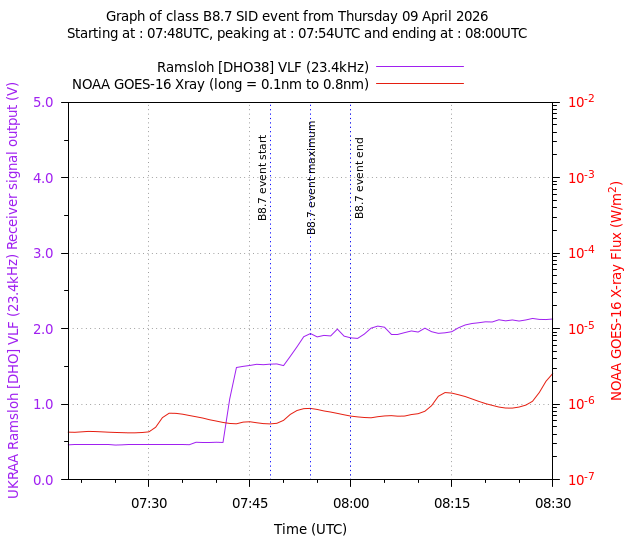 Graph of class B8.7 SID event from Thursday 09 April 2026
Starting at : 07:48UTC, peaking at : 07:54UTC and ending at : 08:00UTC
Ramsloh [DHO38] VLF (23.4kHz)
NOAA GOES-16 Xray (long = 0.1nm to 0.8nm)
UKRAA Ramsloh [DHO] VLF (23.4kHz) Receiver signal output (V)
5.0
4.0
3.0
2.0
1.0
0.0
B8.7 event start
B8.7 event maximum
B8.7 event end
10-2
10-3
10-4
10-5
10-6
10-7
NOAA GOES-16 X-ray Flux (W/m2)
07:30 07:45 08:00 08:15 08:30
Time (UTC)